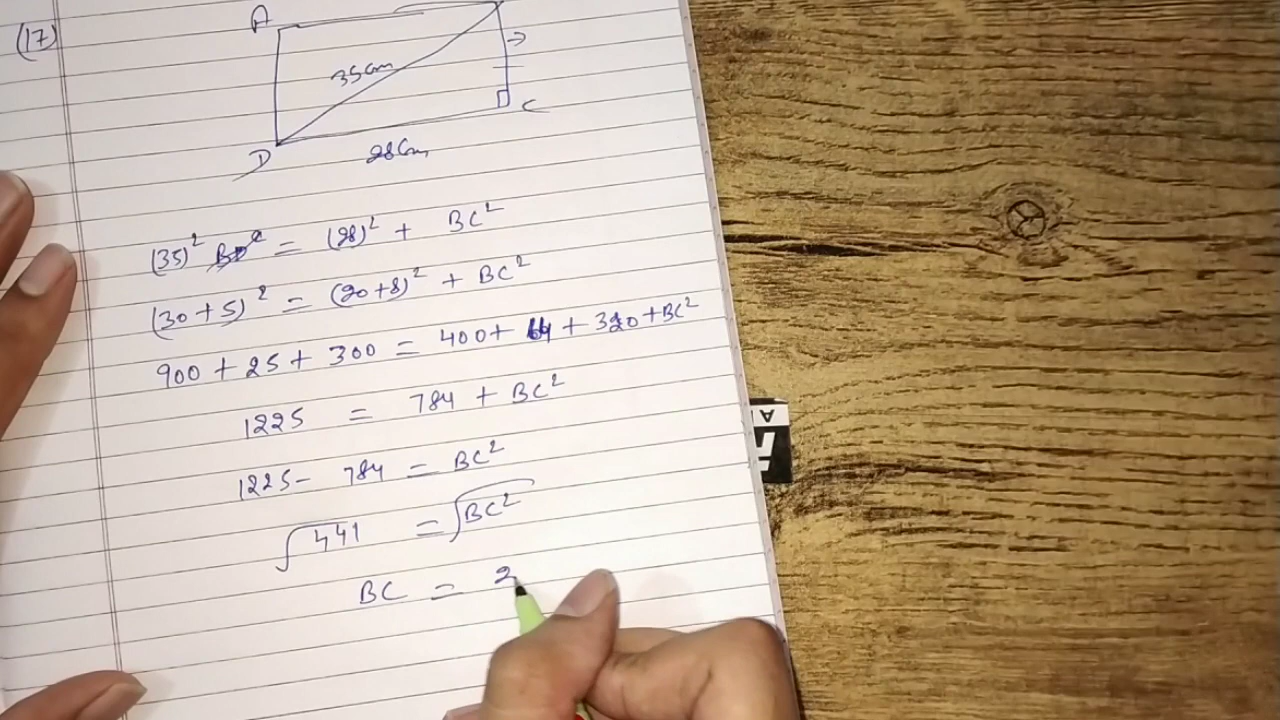 (17)
A
35cm
C
D
28cm
(35)² BD² = (28)² + BC²
(30+5)² = (20+8)² + BC²
900 + 25 + 300 = 400 + 64 + 320 + BC²
1225 = 784 + BC²
1225 - 784 = BC²
√441 = √BC²
BC = 2